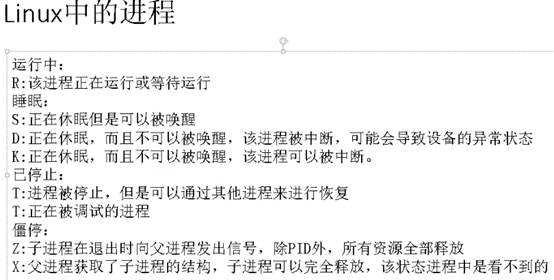 Linux中的进程
运行中：
R:该进程正在运行或等待运行
睡眠：
S:正在休眠但是可以被唤醒
D:正在休眠，而且不可以被唤醒，该进程被中断，可能会导致设备的异常状态
K:正在休眠，而且不可以被唤醒，该进程可以被中断。
已停止：
T:进程被停止，但是可以通过其他进程来进行恢复
T:正在被调试的进程
僵停：
Z:子进程在退出时向父进程发出信号，除PID外，所有资源全部释放
X:父进程获取了子进程的结构，子进程可以完全释放，该状态进程中是看不到的